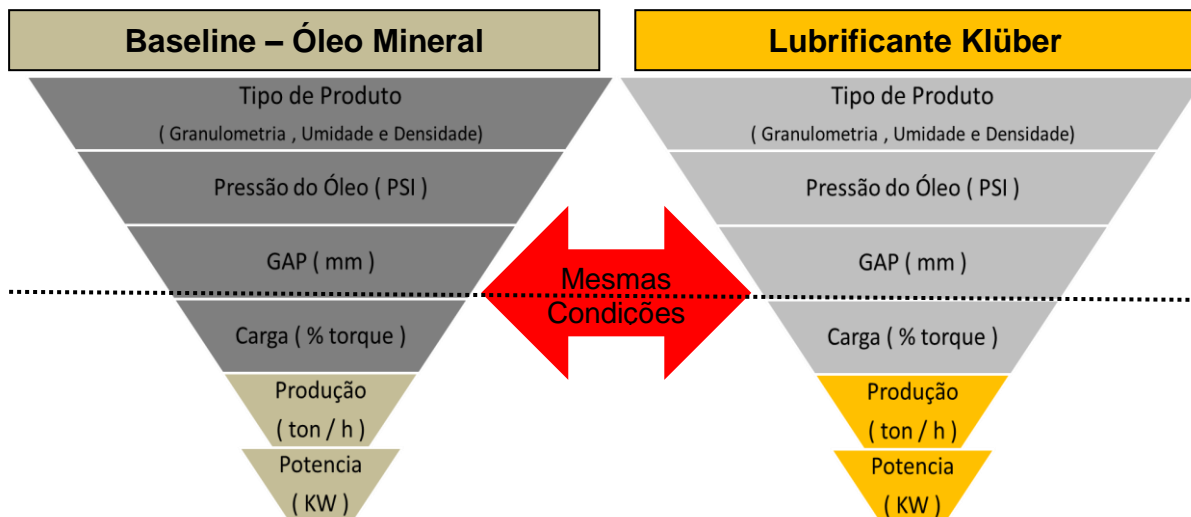 Baseline – Óleo Mineral
Tipo de Produto
( Granulometria , Umidade e Densidade)
Pressão do Óleo ( PSI )
GAP ( mm )
Carga ( % torque )
Produção
( ton / h )
Potencia
( KW )
Mesmas
Condições
Lubrificante Klüber
Tipo de Produto
( Granulometria , Umidade e Densidade)
Pressão do Óleo ( PSI )
GAP ( mm )
Carga ( % torque )
Produção
( ton / h )
Potencia
( KW )